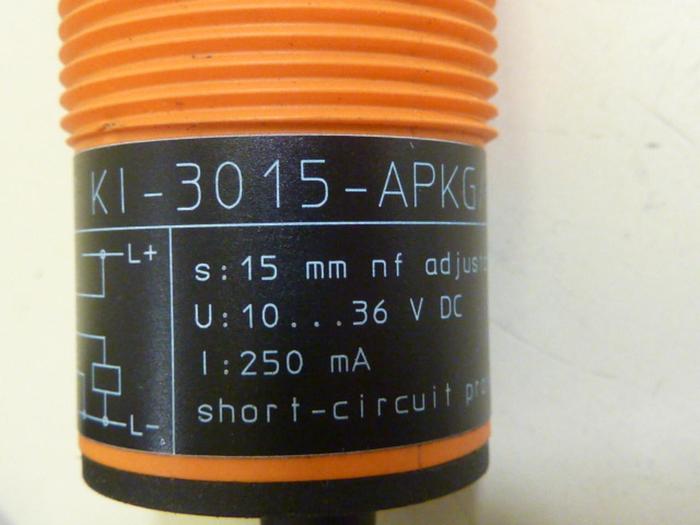 KI-3015-APKG
L+
s:15 mm nf
U:10...36 V DC
I:250 mA
short-circuit
L-